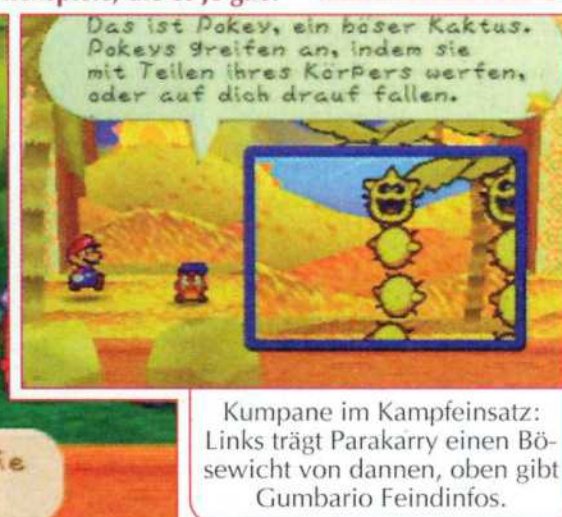 Das ist Pokey, ein böser Kaktus.
Pokeys greifen an, indem sie
mit Teilen ihres Körpers werfen,
oder auf dich drauf fallen.
ie
Kumpane im Kampfeinsatz:
Links trägt Parakarry einen Bö-
sewicht von dannen, oben gibt
Gumbario Feindinfos.